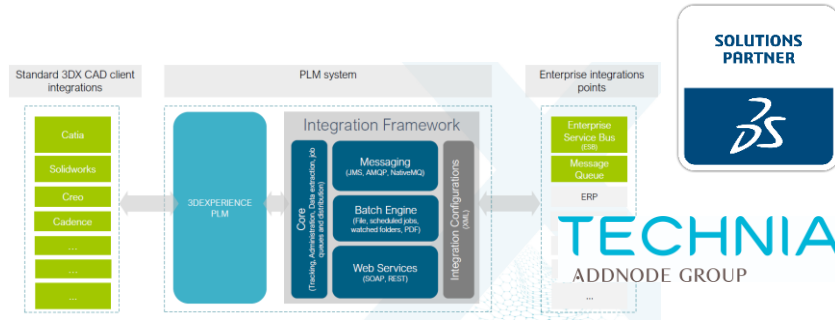 Standard 3DX CAD client
integrations
Catia
Solidworks
Creo
Cadence
...
...
...
PLM system
3DEXPERIENCE
PLM
Integration Framework
Core
(Tracking, Administration, Data extraction, job
queues and distribution)
Messaging
(JMS, AMQP, NativeMQ)
Batch Engine
(File, scheduled jobs,
watched folders, PDF)
Web Services
(SOAP, REST)
Integration Configurations
(XML)
Enterprise integrations
points
Enterprise
Service Bus
(ESB)
Message
Queue
ERP
...
SOLUTIONS
PARTNER
3DS
TECHNIA
ADDNODE GROUP